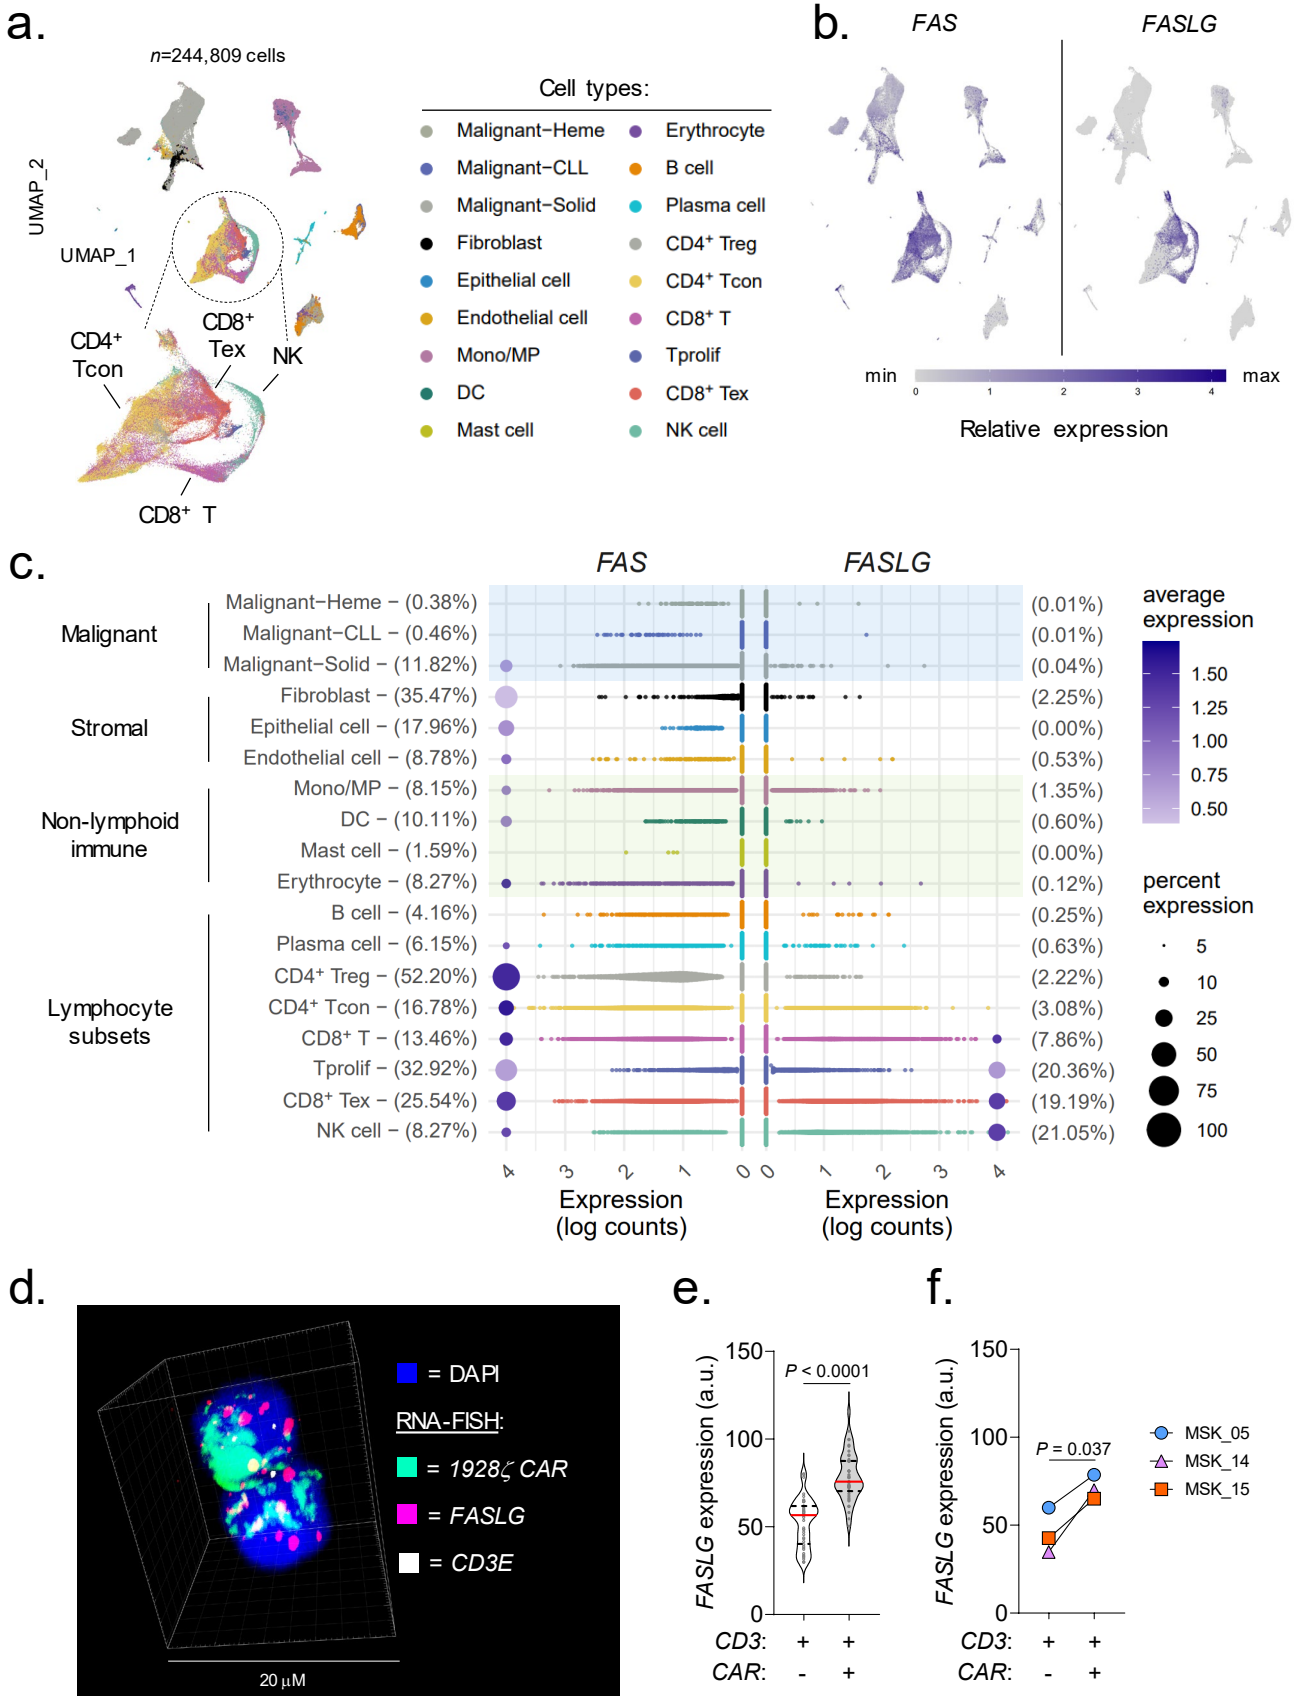 a.
n=244,809 cells
UMAP_2
UMAP_1
CD4⁺
Tcon
CD8⁺
Tex
NK
CD8⁺ T
Cell types:
Malignant−Heme
Malignant−CLL
Malignant−Solid
Fibroblast
Epithelial cell
Endothelial cell
Mono/MP
DC
Mast cell
Erythrocyte
B cell
Plasma cell
CD4⁺ Treg
CD4⁺ Tcon
CD8⁺ T
Tprolif
CD8⁺ Tex
NK cell
b.
FAS
FASLG
min
max
0 1 2 3 4
Relative expression
c.
FAS
FASLG
Malignant
Stromal
Non-lymphoid
immune
Lymphocyte
subsets
Malignant−Heme − (0.38%) (0.01%)
Malignant−CLL − (0.46%) (0.01%)
Malignant−Solid − (11.82%) (0.04%)
Fibroblast − (35.47%) (2.25%)
Epithelial cell − (17.96%) (0.00%)
Endothelial cell − (8.78%) (0.53%)
Mono/MP − (8.15%) (1.35%)
DC − (10.11%) (0.60%)
Mast cell − (1.59%) (0.00%)
Erythrocyte − (8.27%) (0.12%)
B cell − (4.16%) (0.25%)
Plasma cell − (6.15%) (0.63%)
CD4⁺ Treg − (52.20%) (2.22%)
CD4⁺ Tcon − (16.78%) (3.08%)
CD8⁺ T − (13.46%) (7.86%)
Tprolif − (32.92%) (20.36%)
CD8⁺ Tex − (25.54%) (19.19%)
NK cell − (8.27%) (21.05%)
4 3 2 1 0 0 1 2 3 4
Expression
(log counts)
Expression
(log counts)
average
expression
1.50
1.25
1.00
0.75
0.50
percent
expression
5
10
25
50
75
100
d.
= DAPI
RNA-FISH:
= 1928ζ CAR
= FASLG
= CD3E
20 μM
e.
FASLG expression (a.u.)
150
100
50
0
P < 0.0001
CD3: + +
CAR: - +
f.
FASLG expression (a.u.)
150
100
50
0
P = 0.037
CD3: + +
CAR: - +
MSK_05
MSK_14
MSK_15